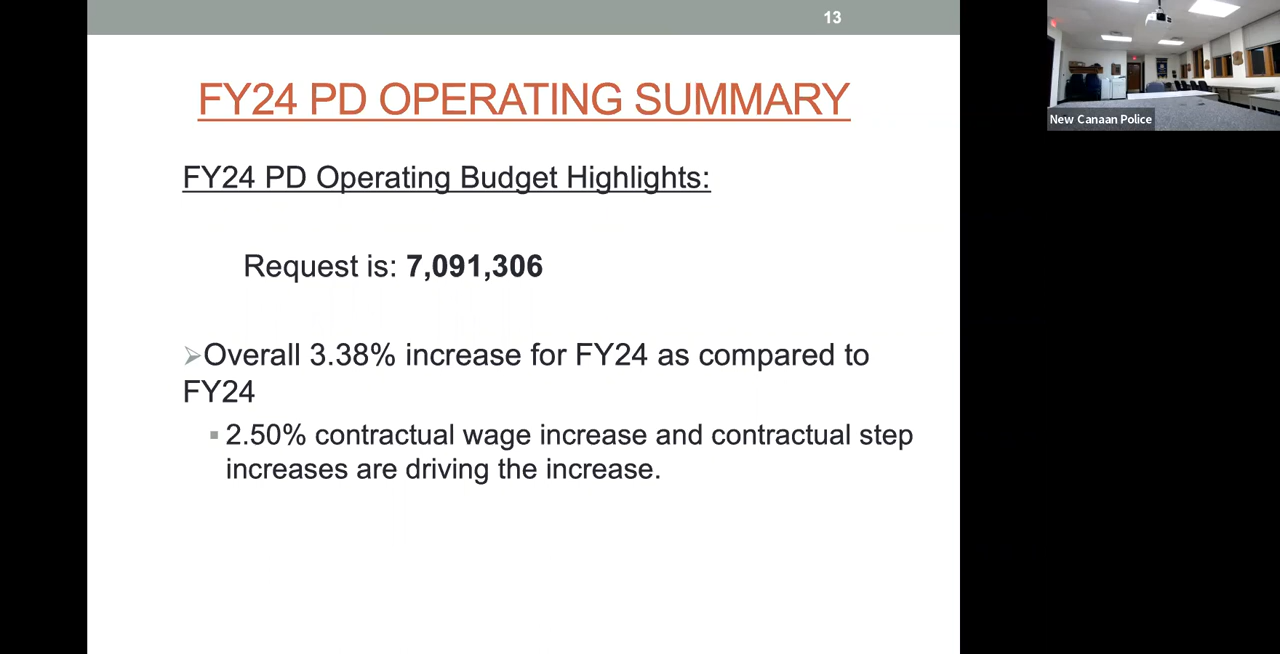 13
FY24 PD OPERATING SUMMARY
FY24 PD Operating Budget Highlights:
Request is: 7,091,306
➢Overall 3.38% increase for FY24 as compared to
FY24
▪ 2.50% contractual wage increase and contractual step
increases are driving the increase.
New Canaan Police